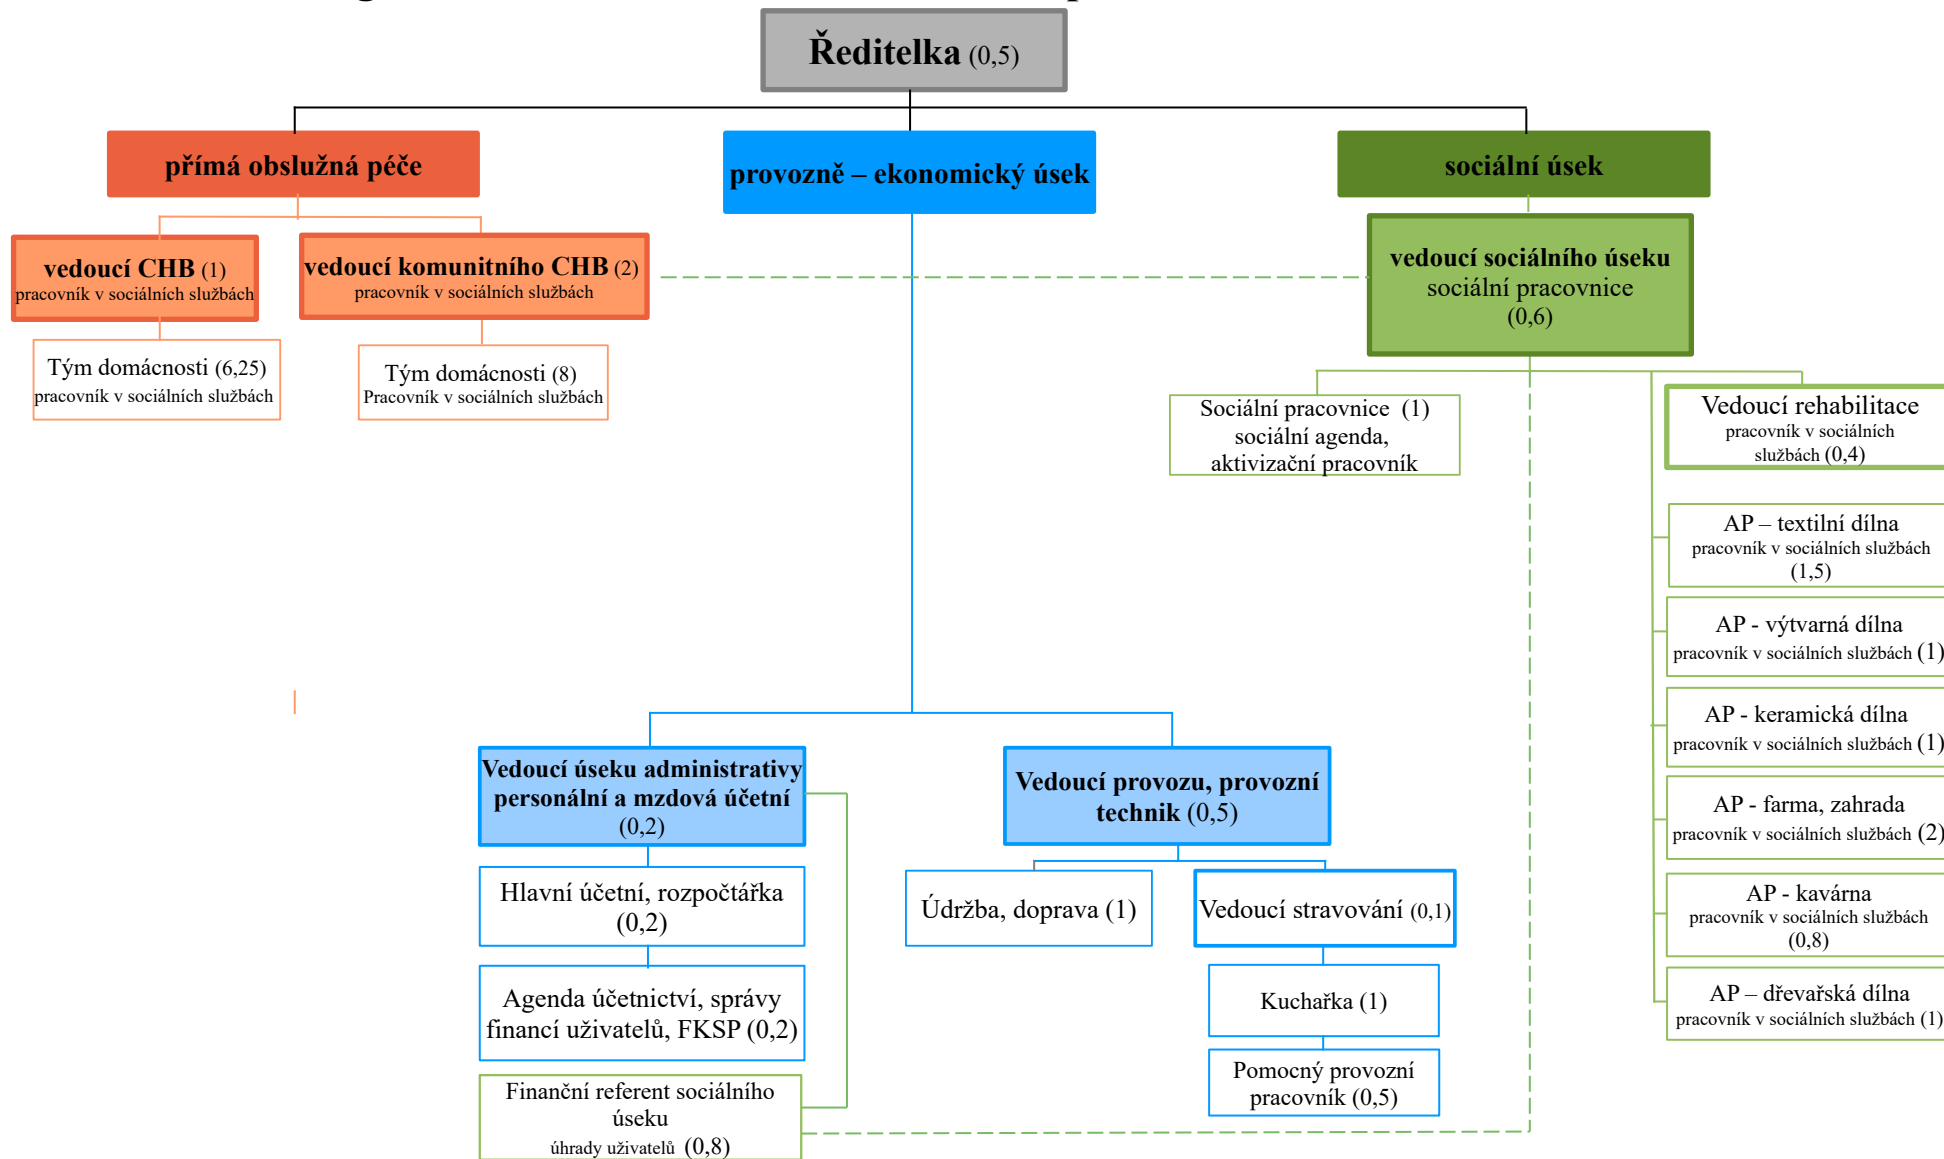 Ředitelka (0,5)
přímá obslužná péče
provozně – ekonomický úsek
sociální úsek
vedoucí CHB (1)
pracovník v sociálních službách
vedoucí komunitního CHB (2)
pracovník v sociálních službách
vedoucí sociálního úseku
sociální pracovnice
(0,6)
Tým domácnosti (6,25)
pracovník v sociálních službách
Tým domácnosti (8)
Pracovník v sociálních službách
Sociální pracovnice (1)
sociální agenda,
aktivizační pracovník
Vedoucí rehabilitace
pracovník v sociálních
službách (0,4)
AP – textilní dílna
pracovník v sociálních službách
(1,5)
AP - výtvarná dílna
pracovník v sociálních službách (1)
AP - keramická dílna
pracovník v sociálních službách (1)
AP - farma, zahrada
pracovník v sociálních službách (2)
AP - kavárna
pracovník v sociálních službách
(0,8)
AP – dřevařská dílna
pracovník v sociálních službách (1)
Vedoucí úseku administrativy
personální a mzdová účetní
(0,2)
Hlavní účetní, rozpočtářka
(0,2)
Agenda účetnictví, správy
financí uživatelů, FKSP (0,2)
Finanční referent sociálního
úseku
úhrady uživatelů (0,8)
Vedoucí provozu, provozní
technik (0,5)
Údržba, doprava (1)
Vedoucí stravování (0,1)
Kuchařka (1)
Pomocný provozní
pracovník (0,5)